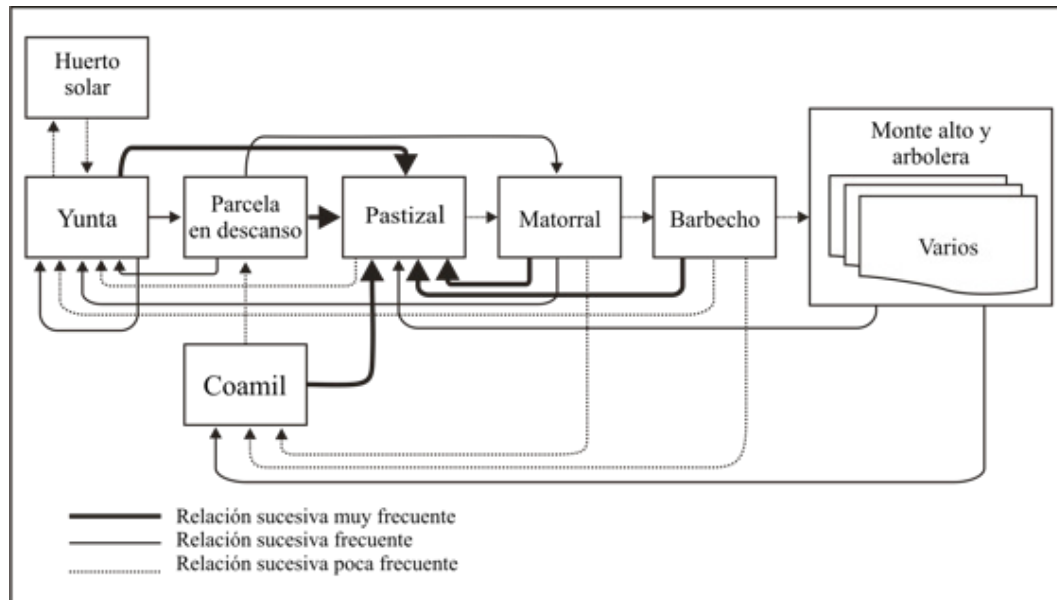 Huerto
solar
Monte alto y
arbolera
Yunta
Parcela
en descanso
Pastizal
Matorral
Barbecho
Varios
Coamil
Relación sucesiva muy frecuente
Relación sucesiva frecuente
Relación sucesiva poca frecuente